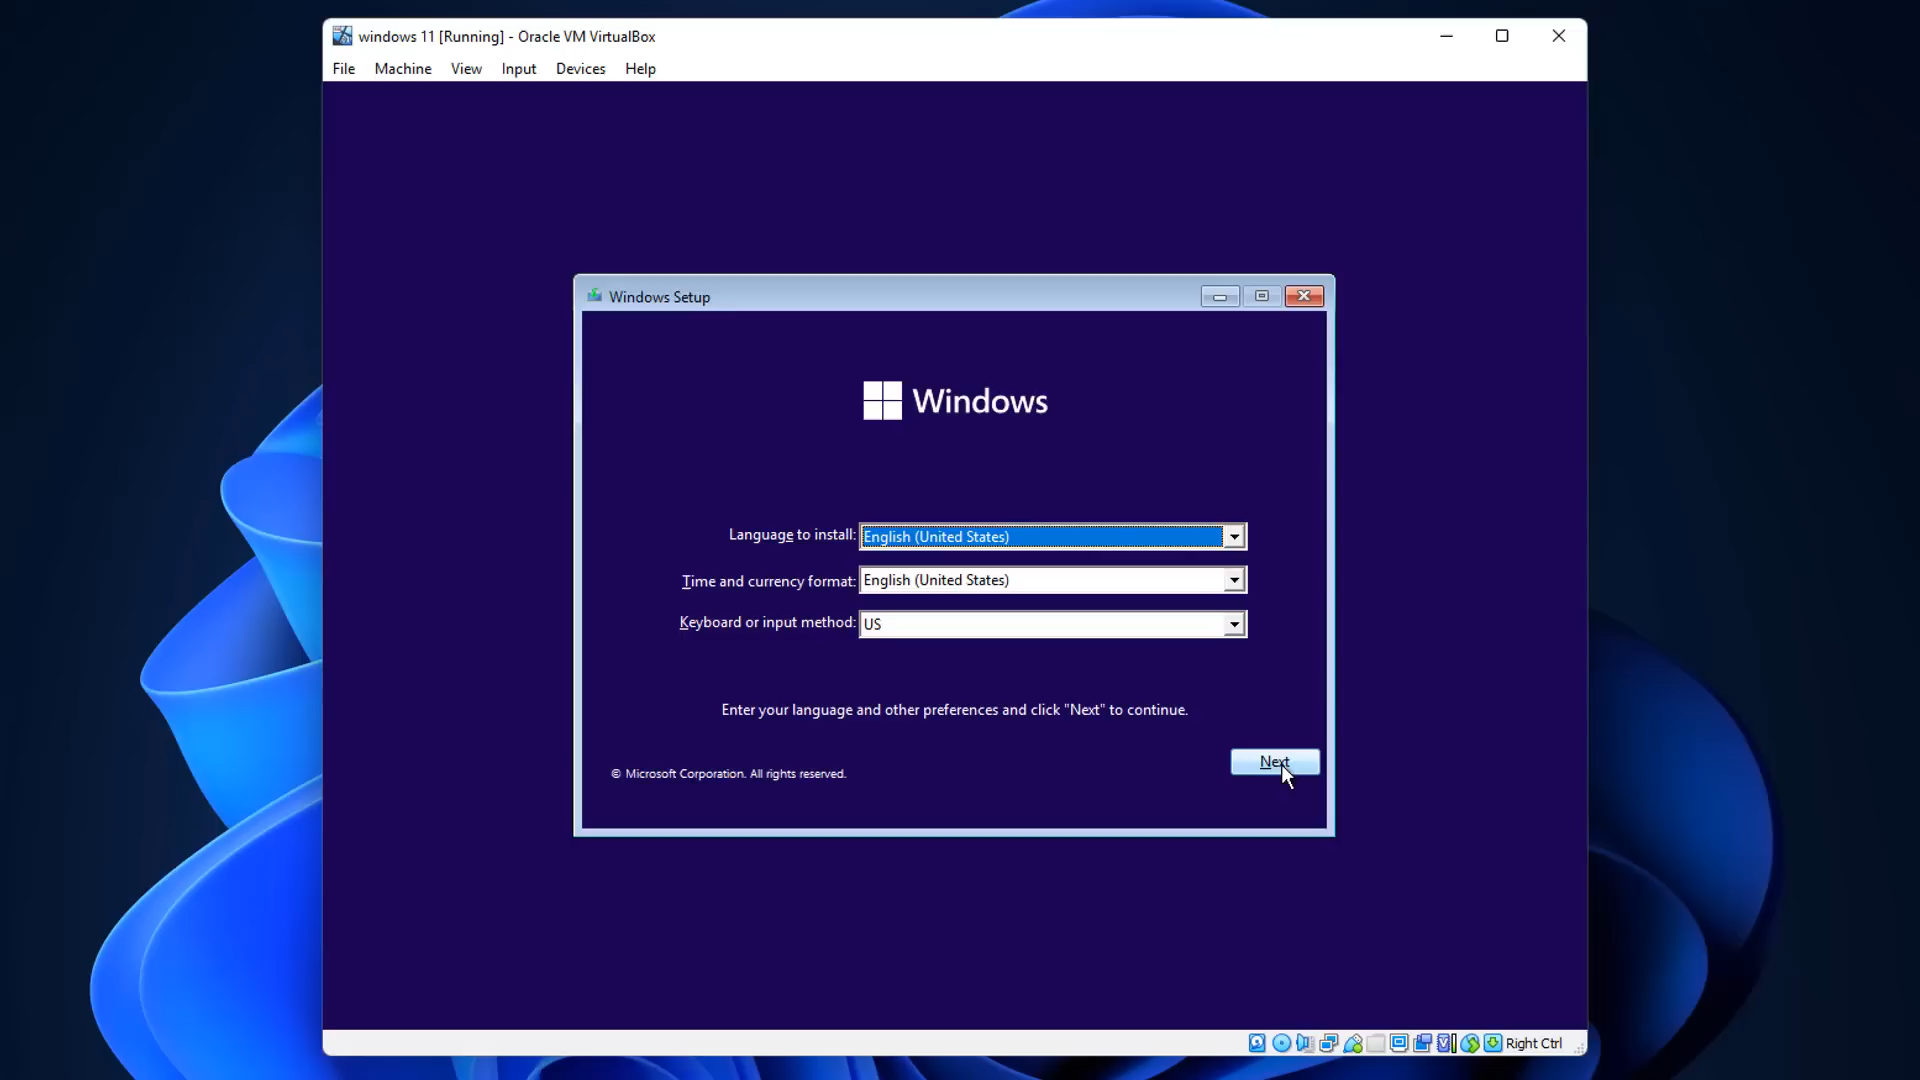 windows 11 [Running] - Oracle VM VirtualBox
File Machine View Input Devices Help
Windows Setup
Windows
Language to install: English (United States)
Time and currency format: English (United States)
Keyboard or input method: US
Enter your language and other preferences and click "Next" to continue.
Next
© Microsoft Corporation. All rights reserved.
Right Ctrl